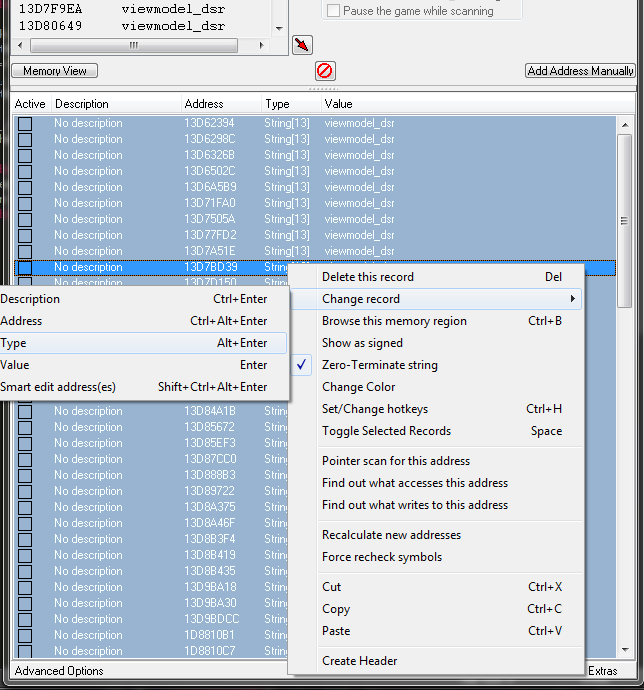 13D7F9EA viewmodel_dsr
13D80649 viewmodel_dsr
Pause the game while scanning
Memory View
Add Address Manually
Active Description Address Type Value
No description 13D62394 String[13] viewmodel_dsr
No description 13D6298C String[13] viewmodel_dsr
No description 13D6326B String[13] viewmodel_dsr
No description 13D6502C String[13] viewmodel_dsr
No description 13D6A5B9 String[13] viewmodel_dsr
No description 13D71FA0 String[13] viewmodel_dsr
No description 13D7505A String[13] viewmodel_dsr
No description 13D77FD2 String[13] viewmodel_dsr
No description 13D7A51E String[13] viewmodel_dsr
No description 13D7BD39
No description 13D7D150
Delete this record Del
Change record
Browse this memory region Ctrl+B
Show as signed
Zero-Terminate string
Change Color
Set/Change hotkeys Ctrl+H
Toggle Selected Records Space
Pointer scan for this address
Find out what accesses this address
Find out what writes to this address
Recalculate new addresses
Force recheck symbols
Cut Ctrl+X
Copy Ctrl+C
Paste Ctrl+V
Create Header
Description Ctrl+Enter
Address Ctrl+Alt+Enter
Type Alt+Enter
Value Enter
Smart edit address(es) Shift+Ctrl+Alt+Enter
No description 13D84A1B String
No description 13D85672 String
No description 13D85EF3 String
No description 13D87CC0 String
No description 13D888B3 String
No description 13D89722 String
No description 13D8A375 String
No description 13D8A46F String
No description 13D8B3F4 String
No description 13D8B419 String
No description 13D8B435 String
No description 13D9BA18 String
No description 13D9BA30 String
No description 13D9BDCC String
No description 1D8810B1 String
No description 1D8810C7 String
Advanced Options
Extras